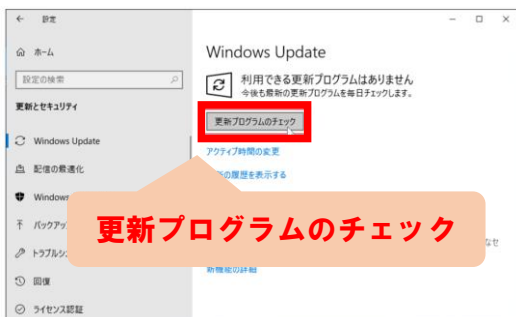 設定
ホーム
設定の検索
更新とセキュリティ
Windows Update
配信の最適化
Windows
バックアッ
トラブルシ
回復
ライセンス認証
Windows Update
利用できる更新プログラムはありません
今後も最新の更新プログラムを毎日チェックします。
更新プログラムのチェック
アクティブ時間の変更
の履歴を表示する
更新プログラムのチェック
なせ
新機能の詳細